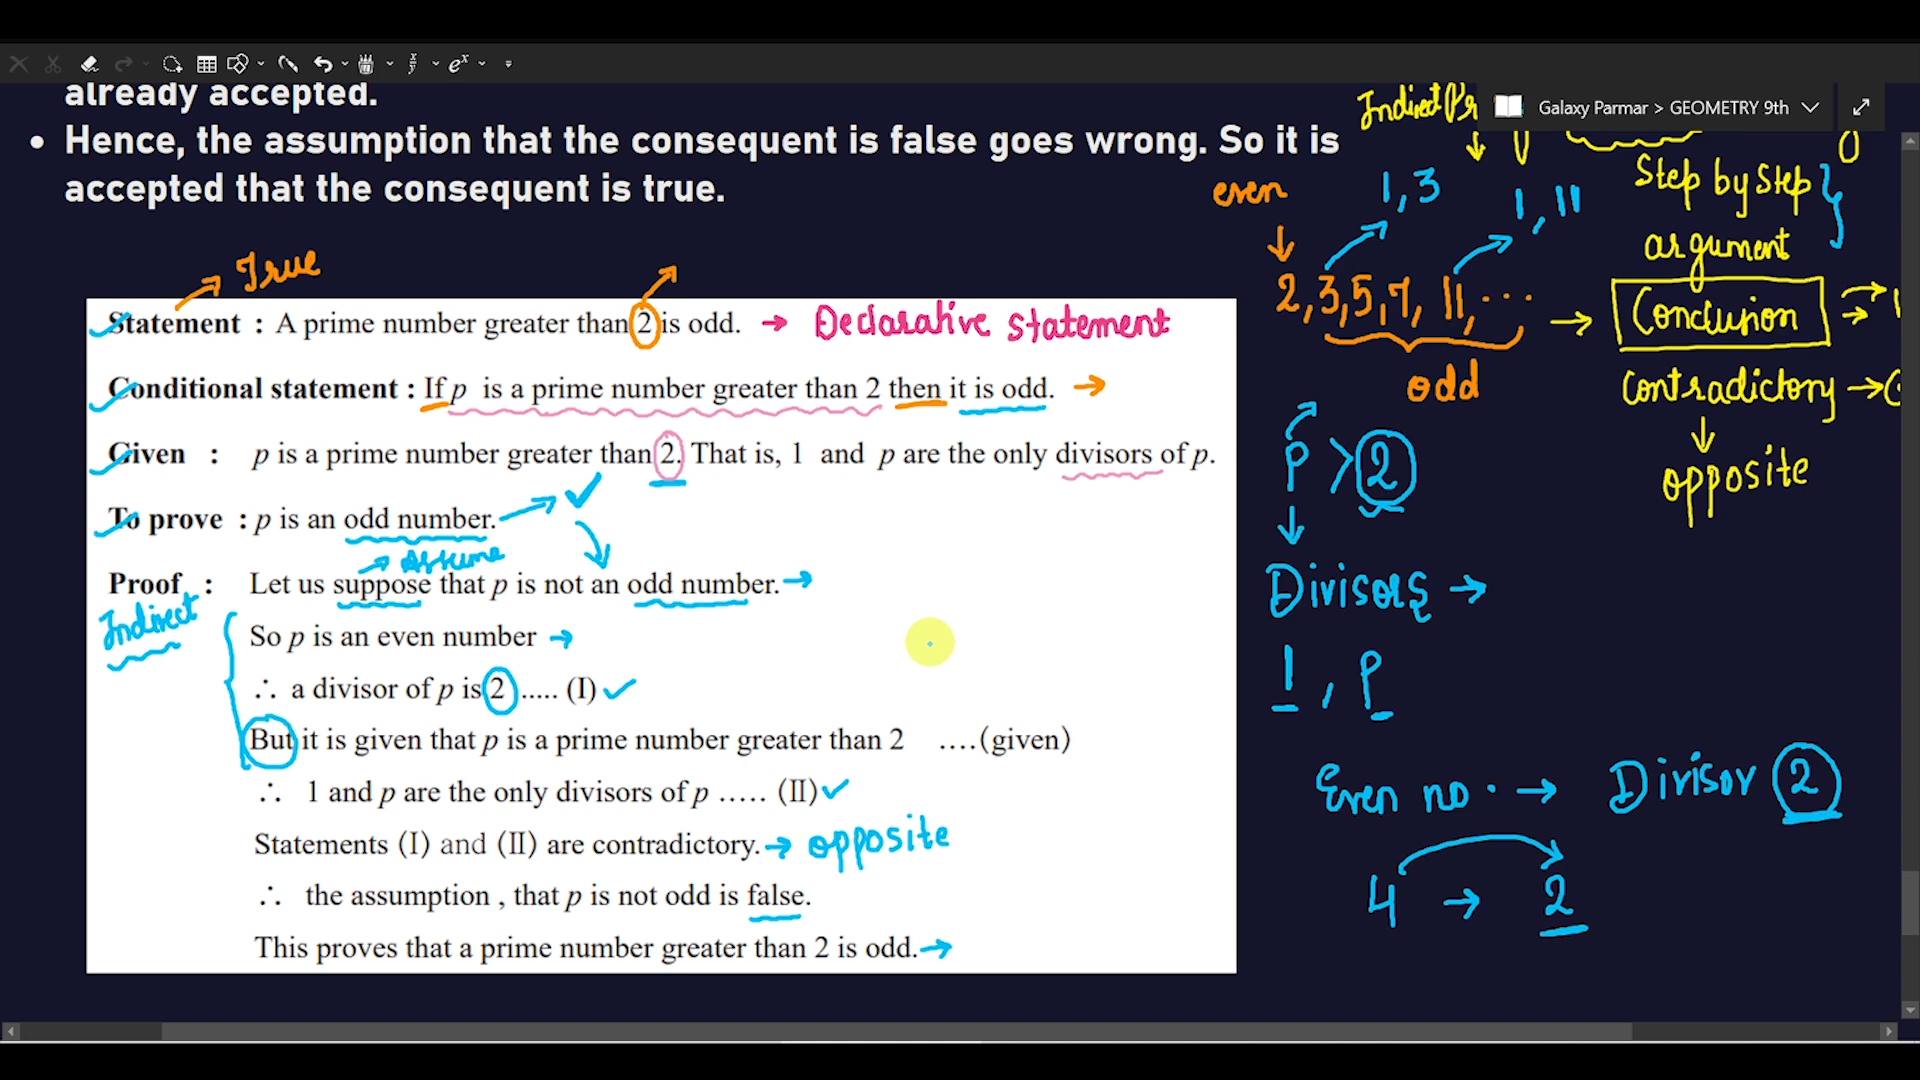 already accepted.
• Hence, the assumption that the consequent is false goes wrong. So it is
accepted that the consequent is true.
True
Statement : A prime number greater than 2 is odd. → Declarative statement
Conditional statement : If p is a prime number greater than 2 then it is odd. →
Given : p is a prime number greater than 2. That is, 1 and p are the only divisors of p.
To prove : p is an odd number.
→ Assume
Proof : Let us suppose that p is not an odd number. →
Indirect
So p is an even number →
∴ a divisor of p is 2 ..... (I)
But it is given that p is a prime number greater than 2 ....(given)
∴ 1 and p are the only divisors of p ..... (II)
Statements (I) and (II) are contradictory. → opposite
∴ the assumption , that p is not odd is false.
This proves that a prime number greater than 2 is odd. →
Galaxy Parmar > GEOMETRY 9th
Indirect
even
1, 3
1, 11
2, 3, 5, 7, 11, ...
odd
p > 2
Divisors →
1, p
Even no. → Divisor 2
4 → 2
Step by Step
argument
→ Conclusion
contradictory →
opposite